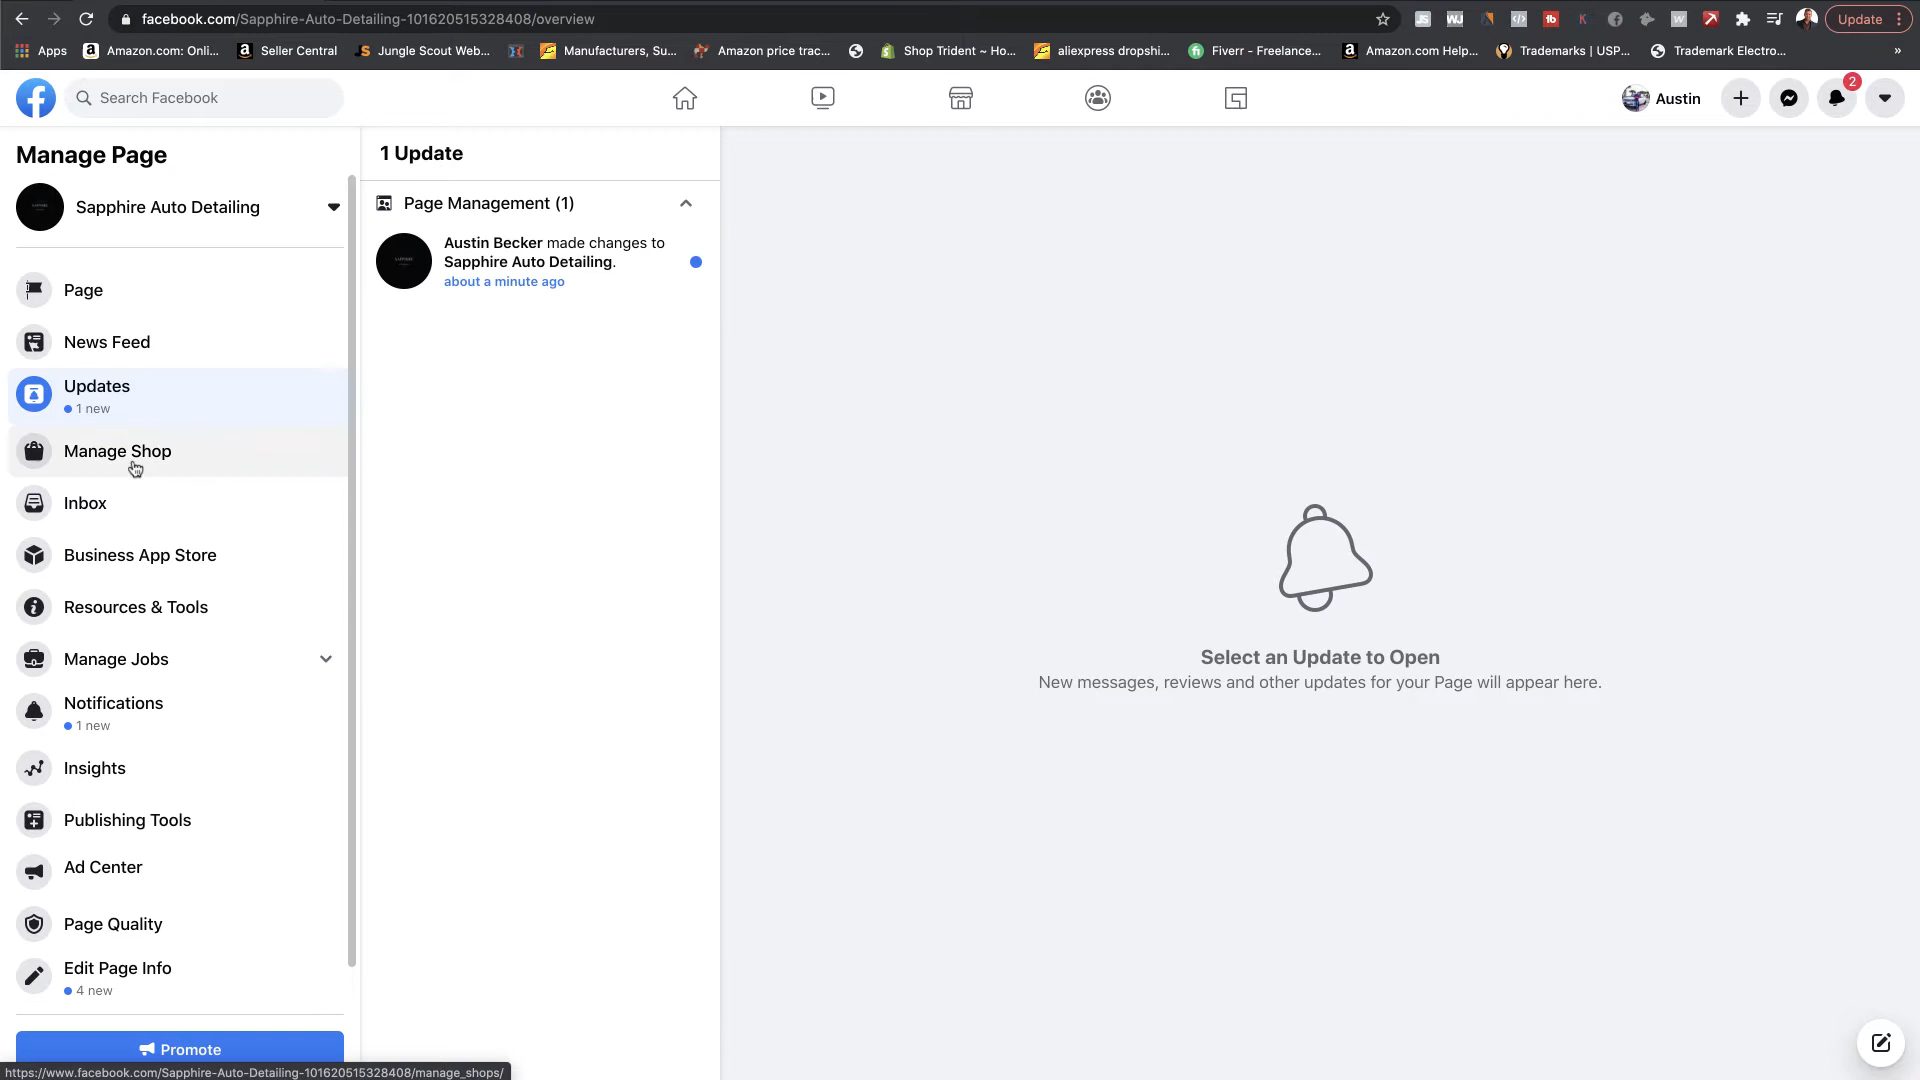 facebook.com/Sapphire-Auto-Detailing-101620515328408/overview
Update
Apps
Amazon.com: Onli...
Seller Central
Jungle Scout Web...
Manufacturers, Su...
Amazon price trac...
Shop Trident ~ Ho...
aliexpress dropshi...
Fiverr - Freelance...
Amazon.com Help,...
Trademarks | USP...
Trademark Electro...
»
Search Facebook
Austin
2
Manage Page
Sapphire Auto Detailing
Page
News Feed
Updates
1 new
Manage Shop
Inbox
Business App Store
Resources & Tools
Manage Jobs
Notifications
1 new
Insights
Publishing Tools
Ad Center
Page Quality
Edit Page Info
4 new
Promote
https://www.facebook.com/Sapphire-Auto-Detailing-101620515328408/manage_shops/
1 Update
Page Management (1)
Austin Becker made changes to
Sapphire Auto Detailing.
about a minute ago
Select an Update to Open
New messages, reviews and other updates for your Page will appear here.